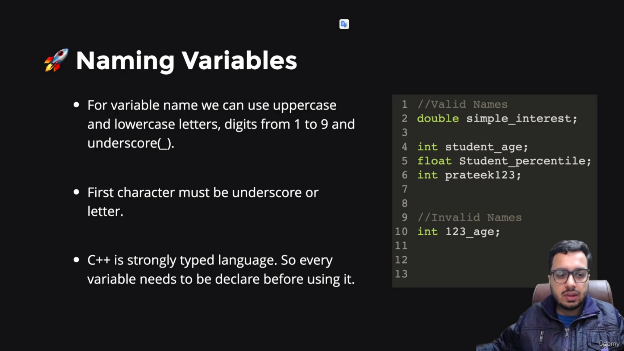 🚀 Naming Variables
• For variable name we can use uppercase
and lowercase letters, digits from 1 to 9 and
underscore(_).
• First character must be underscore or
letter.
• C++ is strongly typed language. So every
variable needs to be declare before using it.
1 //Valid Names
2 double simple_interest;
3
4 int student_age;
5 float Student_percentile;
6 int prateek123;
7
8
9 //Invalid Names
10 int 123_age;
11
12
13
Udemy